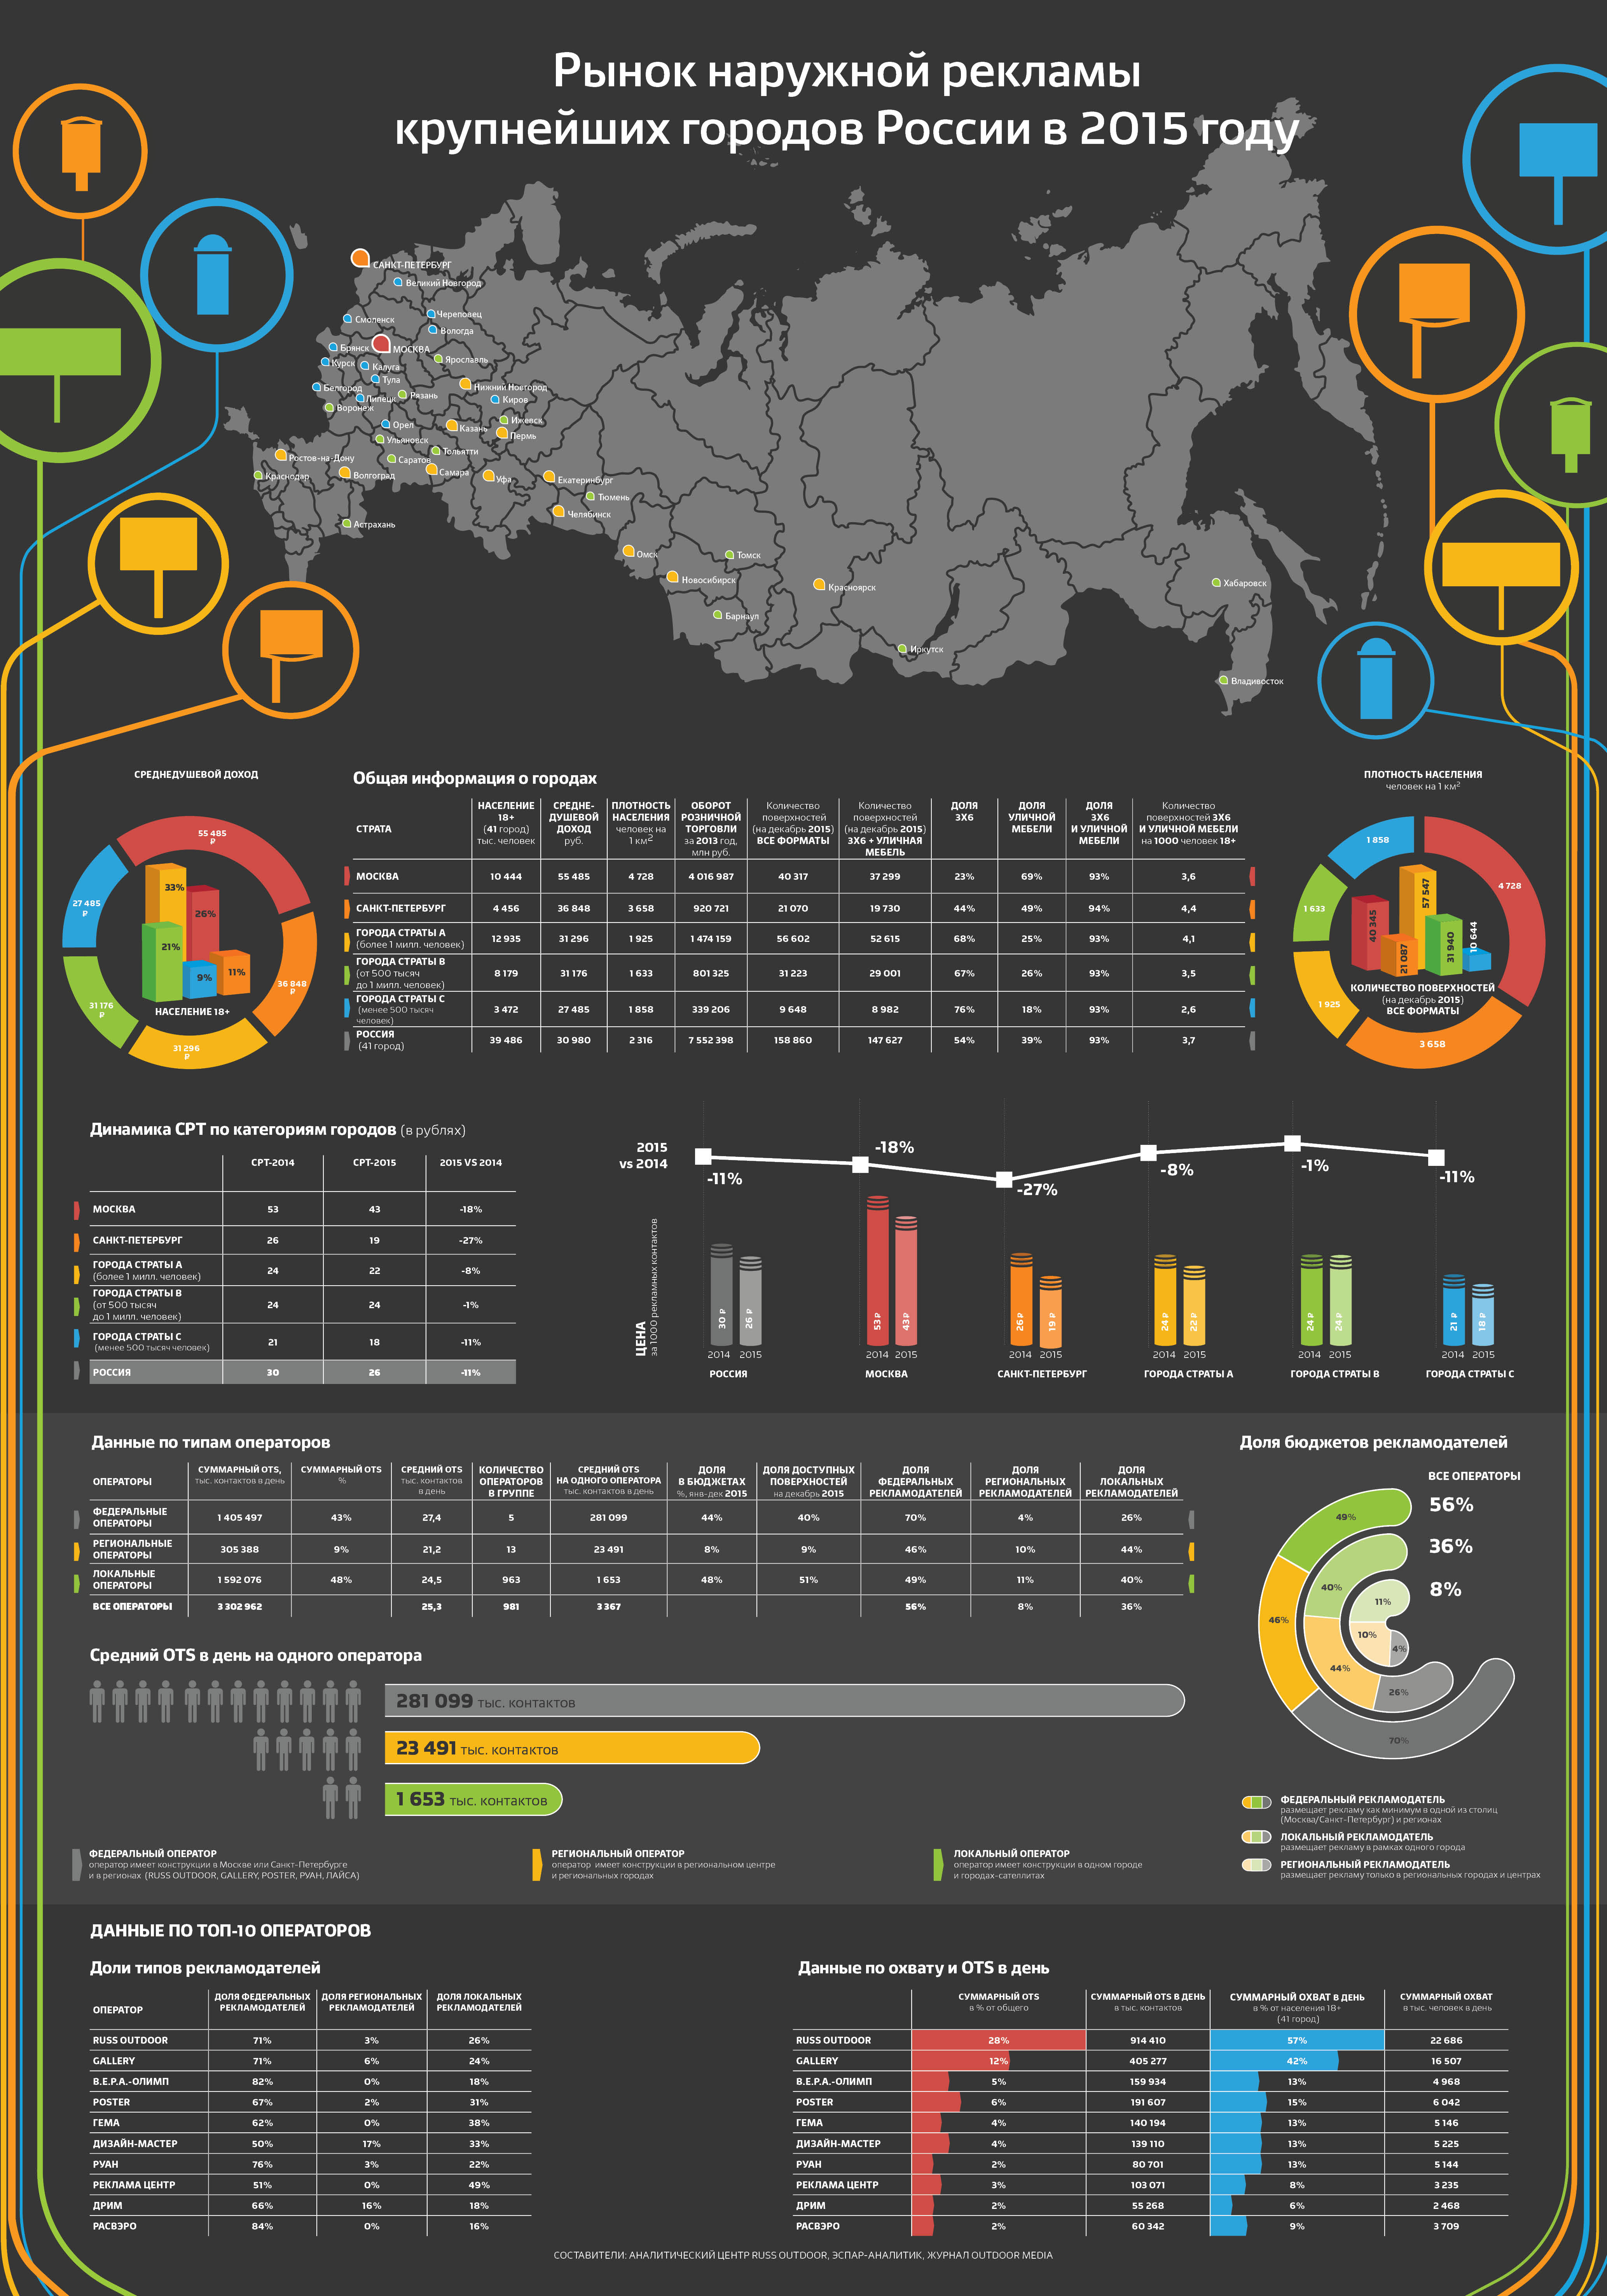 Рынок наружной рекламы
крупнейших городов России в 2015 году
САНКТ-ПЕТЕРБУРГ
Великий Новгород
Смоленск
Череповец
Вологда
Брянск
МОСКВА
Ярославль
Курск
Калуга
Тула
Белгород
Нижний Новгород
Липецк
Рязань
Киров
Воронеж
Орел
Казань
Ижевск
Пермь
Ульяновск
Тольятти
Ростов-на-Дону
Саратов
Краснодар
Волгоград
Самара
Уфа
Екатеринбург
Тюмень
Челябинск
Астрахань
Омск
Томск
Новосибирск
Красноярск
Хабаровск
Барнаул
Иркутск
Владивосток
СРЕДНЕДУШЕВОЙ ДОХОД
55 485 ₽
27 485 ₽
36 848 ₽
31 176 ₽
31 296 ₽
33%
26%
21%
9%
11%
НАСЕЛЕНИЕ 18+
Общая информация о городах
СТРАТА
НАСЕЛЕНИЕ 18+ (41 город) тыс. человек
СРЕДНЕ-ДУШЕВОЙ ДОХОД руб.
ПЛОТНОСТЬ НАСЕЛЕНИЯ человек на 1 км2
ОБОРОТ РОЗНИЧНОЙ ТОРГОВЛИ за 2013 год, млн руб.
Количество поверхностей (на декабрь 2015) ВСЕ ФОРМАТЫ
Количество поверхностей (на декабрь 2015) 3X6 + УЛИЧНАЯ МЕБЕЛЬ
ДОЛЯ 3X6
ДОЛЯ УЛИЧНОЙ МЕБЕЛИ
ДОЛЯ 3X6 И УЛИЧНОЙ МЕБЕЛИ
Количество поверхностей 3X6 И УЛИЧНОЙ МЕБЕЛИ на 1000 человек 18+
МОСКВА 10 444 55 485 4 728 4 016 987 40 317 37 299 23% 69% 93% 3,6
САНКТ-ПЕТЕРБУРГ 4 456 36 848 3 658 920 721 21 070 19 730 44% 49% 94% 4,4
ГОРОДА СТРАТЫ A (более 1 милл. человек) 12 935 31 296 1 925 1 474 159 56 602 52 615 68% 25% 93% 4,1
ГОРОДА СТРАТЫ B (от 500 тысяч до 1 милл. человек) 8 179 31 176 1 633 801 325 31 223 29 001 67% 26% 93% 3,5
ГОРОДА СТРАТЫ C (менее 500 тысяч человек) 3 472 27 485 1 858 339 206 9 648 8 982 76% 18% 93% 2,6
РОССИЯ (41 город) 39 486 30 980 2 316 7 552 398 158 860 147 627 54% 39% 93% 3,7
ПЛОТНОСТЬ НАСЕЛЕНИЯ
человек на 1 км2
1 858
4 728
1 633
1 925
3 658
40 345
21 087
57 547
31 940
10 644
КОЛИЧЕСТВО ПОВЕРХНОСТЕЙ
(на декабрь 2015)
ВСЕ ФОРМАТЫ
Динамика CPT по категориям городов (в рублях)
CPT-2014 CPT-2015 2015 VS 2014
МОСКВА 53 43 -18%
САНКТ-ПЕТЕРБУРГ 26 19 -27%
ГОРОДА СТРАТЫ A (более 1 милл. человек) 24 22 -8%
ГОРОДА СТРАТЫ B (от 500 тысяч до 1 милл. человек) 24 24 -1%
ГОРОДА СТРАТЫ C (менее 500 тысяч человек) 21 18 -11%
РОССИЯ 30 26 -11%
2015
vs 2014
-11%
-18%
-27%
-8%
-1%
-11%
ЦЕНА
за 1000 рекламных контактов
30 ₽ 26 ₽
53 ₽ 43 ₽
26 ₽ 19 ₽
24 ₽ 22 ₽
24 ₽ 24 ₽
21 ₽ 18 ₽
2014 2015 2014 2015 2014 2015 2014 2015 2014 2015 2014 2015
РОССИЯ МОСКВА САНКТ-ПЕТЕРБУРГ ГОРОДА СТРАТЫ A ГОРОДА СТРАТЫ B ГОРОДА СТРАТЫ C
Данные по типам операторов
ОПЕРАТОРЫ
СУММАРНЫЙ OTS, тыс. контактов в день
СУММАРНЫЙ OTS %
СРЕДНИЙ OTS тыс. контактов в день
КОЛИЧЕСТВО ОПЕРАТОРОВ В ГРУППЕ
СРЕДНИЙ OTS НА ОДНОГО ОПЕРАТОРА тыс. контактов в день
ДОЛЯ В БЮДЖЕТАХ %, янв-дек 2015
ДОЛЯ ДОСТУПНЫХ ПОВЕРХНОСТЕЙ на декабрь 2015
ДОЛЯ ФЕДЕРАЛЬНЫХ РЕКЛАМОДАТЕЛЕЙ
ДОЛЯ РЕГИОНАЛЬНЫХ РЕКЛАМОДАТЕЛЕЙ
ДОЛЯ ЛОКАЛЬНЫХ РЕКЛАМОДАТЕЛЕЙ
ФЕДЕРАЛЬНЫЕ ОПЕРАТОРЫ 1 405 497 43% 27,4 5 281 099 44% 40% 70% 4% 26%
РЕГИОНАЛЬНЫЕ ОПЕРАТОРЫ 305 388 9% 21,2 13 23 491 8% 9% 46% 10% 44%
ЛОКАЛЬНЫЕ ОПЕРАТОРЫ 1 592 076 48% 24,5 963 1 653 48% 51% 49% 11% 40%
ВСЕ ОПЕРАТОРЫ 3 302 962 25,3 981 3 367 56% 8% 36%
Доля бюджетов рекламодателей
ВСЕ ОПЕРАТОРЫ
56%
36%
8%
49%
40%
11%
46%
10%
4%
44%
26%
70%
Средний OTS в день на одного оператора
281 099 тыс. контактов
23 491 тыс. контактов
1 653 тыс. контактов
ФЕДЕРАЛЬНЫЙ РЕКЛАМОДАТЕЛЬ
размещает рекламу как минимум в одной из столиц
(Москва/Санкт-Петербург) и регионах
ЛОКАЛЬНЫЙ РЕКЛАМОДАТЕЛЬ
размещает рекламу в рамках одного города
РЕГИОНАЛЬНЫЙ РЕКЛАМОДАТЕЛЬ
размещает рекламу только в региональных городах и центрах
ФЕДЕРАЛЬНЫЙ ОПЕРАТОР
оператор имеет конструкции в Москве или Санкт-Петербурге
и в регионах (RUSS OUTDOOR, GALLERY, POSTER, РУАН, ЛАЙСА)
РЕГИОНАЛЬНЫЙ ОПЕРАТОР
оператор имеет конструкции в региональном центре
и региональных городах
ЛОКАЛЬНЫЙ ОПЕРАТОР
оператор имеет конструкции в одном городе
и городах-сателлитах
ДАННЫЕ ПО ТОП-10 ОПЕРАТОРОВ
Доли типов рекламодателей
ОПЕРАТОР
ДОЛЯ ФЕДЕРАЛЬНЫХ РЕКЛАМОДАТЕЛЕЙ
ДОЛЯ РЕГИОНАЛЬНЫХ РЕКЛАМОДАТЕЛЕЙ
ДОЛЯ ЛОКАЛЬНЫХ РЕКЛАМОДАТЕЛЕЙ
RUSS OUTDOOR 71% 3% 26%
GALLERY 71% 6% 24%
В.Е.Р.А.-ОЛИМП 82% 0% 18%
POSTER 67% 2% 31%
ГЕМА 62% 0% 38%
ДИЗАЙН-МАСТЕР 50% 17% 33%
РУАН 76% 3% 22%
РЕКЛАМА ЦЕНТР 51% 0% 49%
ДРИМ 66% 16% 18%
РАСВЭРО 84% 0% 16%
Данные по охвату и OTS в день
СУММАРНЫЙ OTS в % от общего
СУММАРНЫЙ OTS В ДЕНЬ в тыс. контактов
СУММАРНЫЙ ОХВАТ В ДЕНЬ в % от населения 18+ (41 город)
СУММАРНЫЙ ОХВАТ в тыс. человек в день
RUSS OUTDOOR 28% 914 410 57% 22 686
GALLERY 12% 405 277 42% 16 507
В.Е.Р.А.-ОЛИМП 5% 159 934 13% 4 968
POSTER 6% 191 607 15% 6 042
ГЕМА 4% 140 194 13% 5 146
ДИЗАЙН-МАСТЕР 4% 139 110 13% 5 225
РУАН 2% 80 701 13% 5 144
РЕКЛАМА ЦЕНТР 3% 103 071 8% 3 235
ДРИМ 2% 55 268 6% 2 468
РАСВЭРО 2% 60 342 9% 3 709
СОСТАВИТЕЛИ: АНАЛИТИЧЕСКИЙ ЦЕНТР RUSS OUTDOOR, ЭСПАР-АНАЛИТИК, ЖУРНАЛ OUTDOOR MEDIA